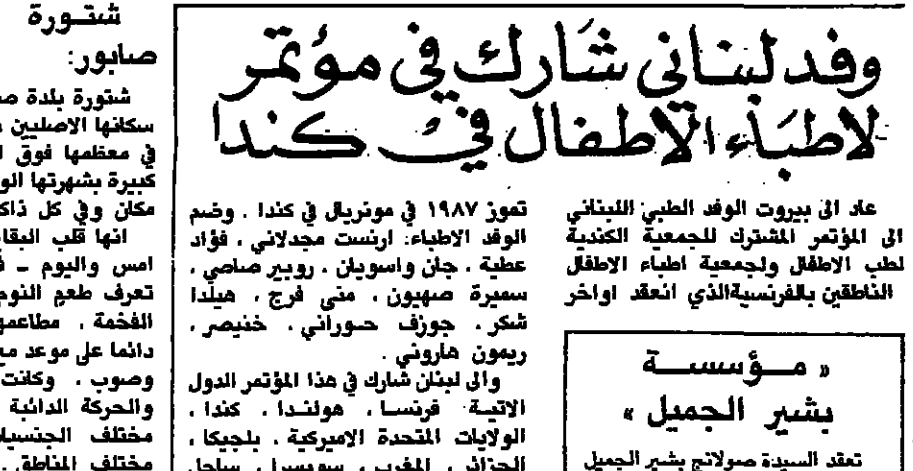 وفد لبناني شارك في مؤتمر
لاطباء الاطفال في كندا
عاد الى بيروت الوفد الطبي اللبناني
الى المؤتمر المشترك للجمعية الكندية
لطب الاطفال ولجمعية اطباء الاطفال
الناطقين بالفرنسية الذي انعقد اواخر
تموز ١٩٨٧ في مونريال في كندا . وضم
الوفد الاطباء: ارنست مجدلاني ، فؤاد
عطية ، جان واسويان ، روبير صاصي ،
سميرة صهيون ، منى فرج ، هيلدا
شكر ، جوزف حوراني ، خنيصر ،
ريمون هاروني .
والى لبنان شارك في هذا المؤتمر الدول
الاتية: فرنسا ، هولندا ، كندا ،
الولايات المتحدة الاميركية ، بلجيكا ،
الجزائر ، المغرب ، سويسرا ، ساحل
« مؤسسة
بشير الجميل »
تعقد السيدة صولانج بشير الجميل
شتورة
صابور:
شتورة بلدة
سكانها الاصليين
في معظمها فوق
كبيرة بشهرتها
مكان وفي كل
انها قلب
امس واليوم –
تعرف طعم النوم
الفخمة ،
دائما على موعد
وصوب ، وكانت
والحركة الدائبة
مختلف
مختلف المناطق .